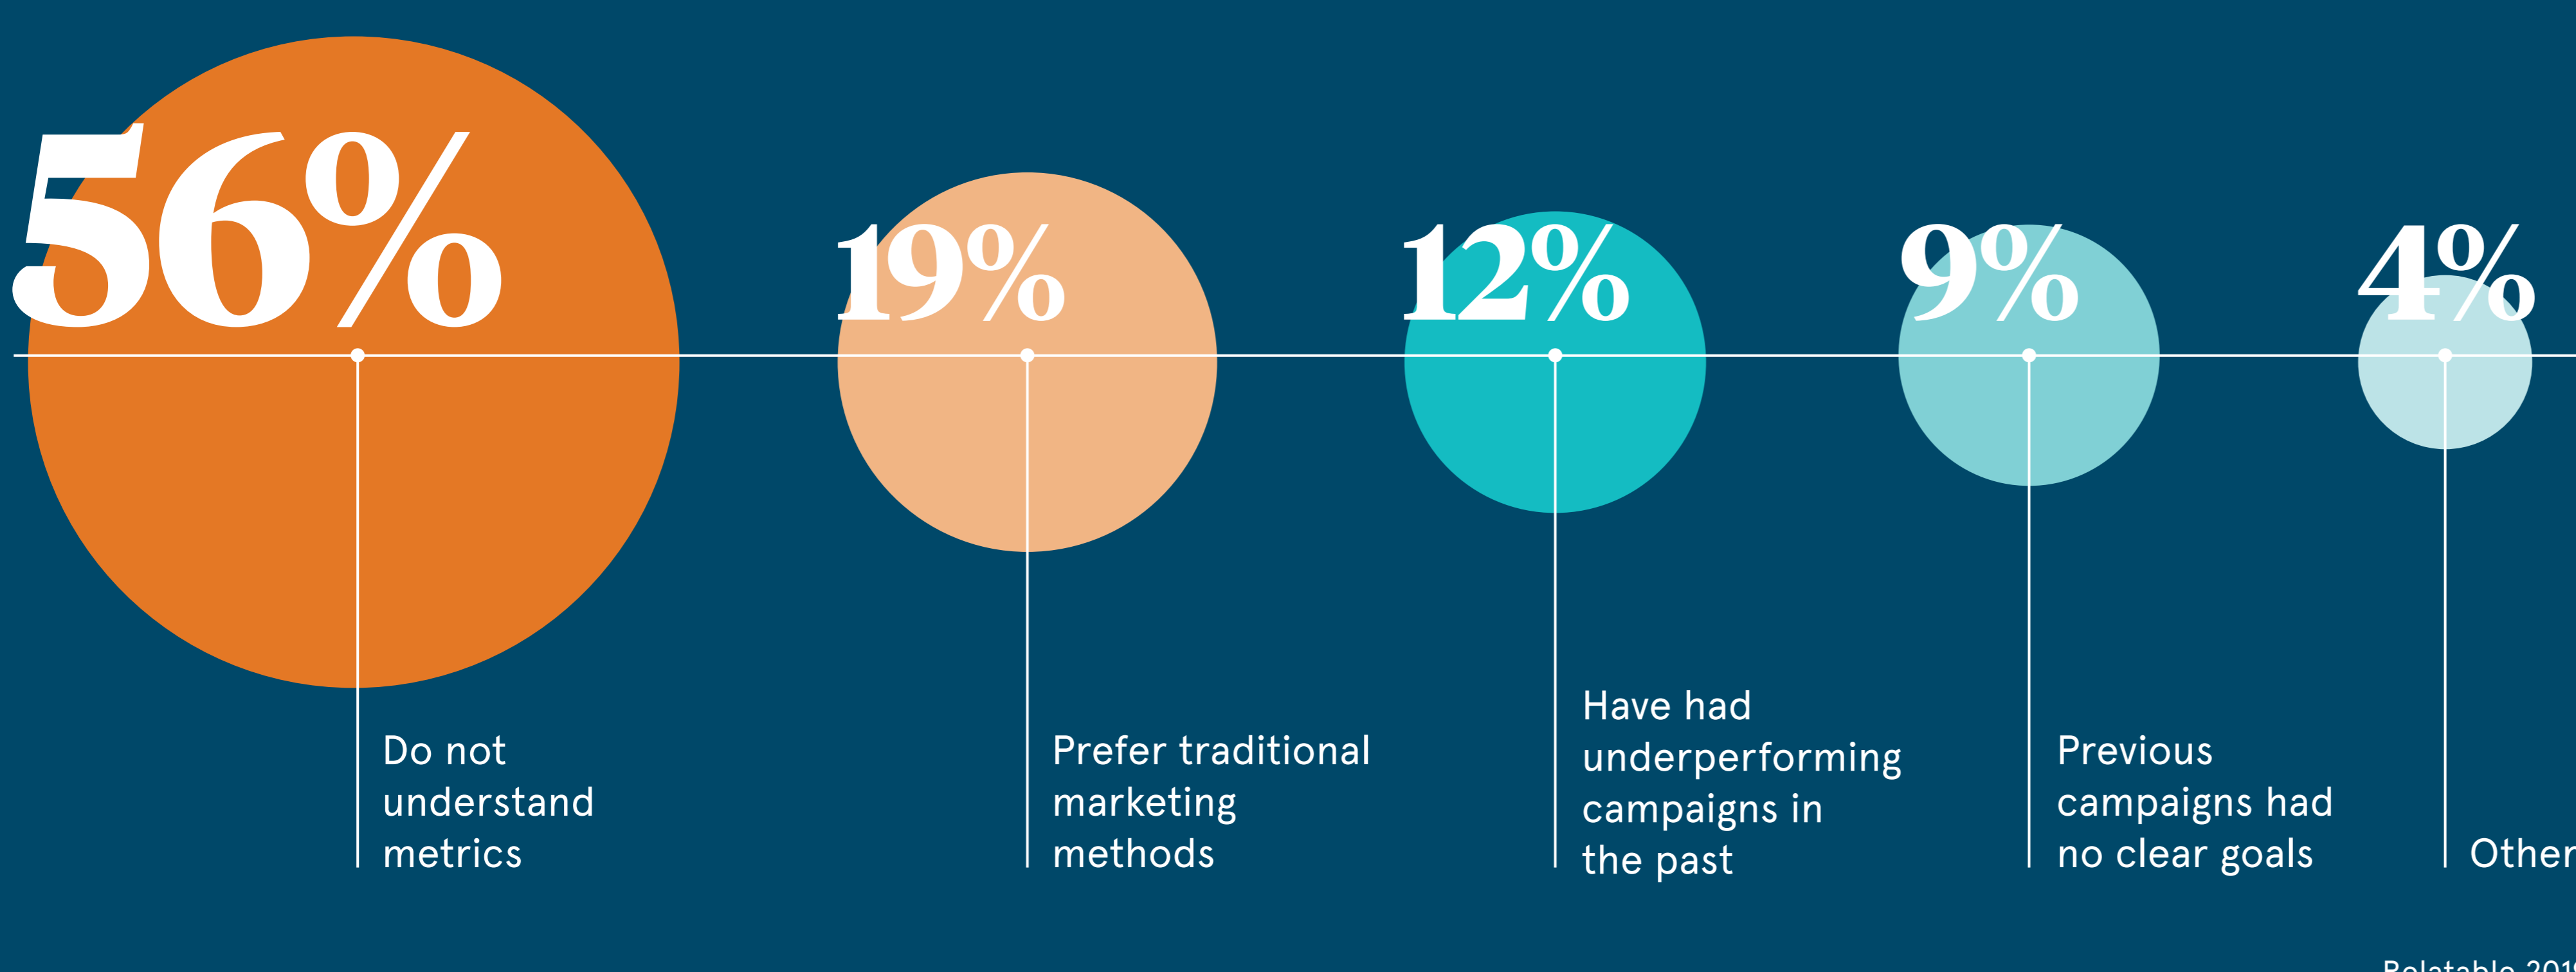 56%
Do not
understand
metrics
19%
Prefer traditional
marketing
methods
12%
Have had
underperforming
campaigns in
the past
9%
Previous
campaigns had
no clear goals
4%
Other
Relatable